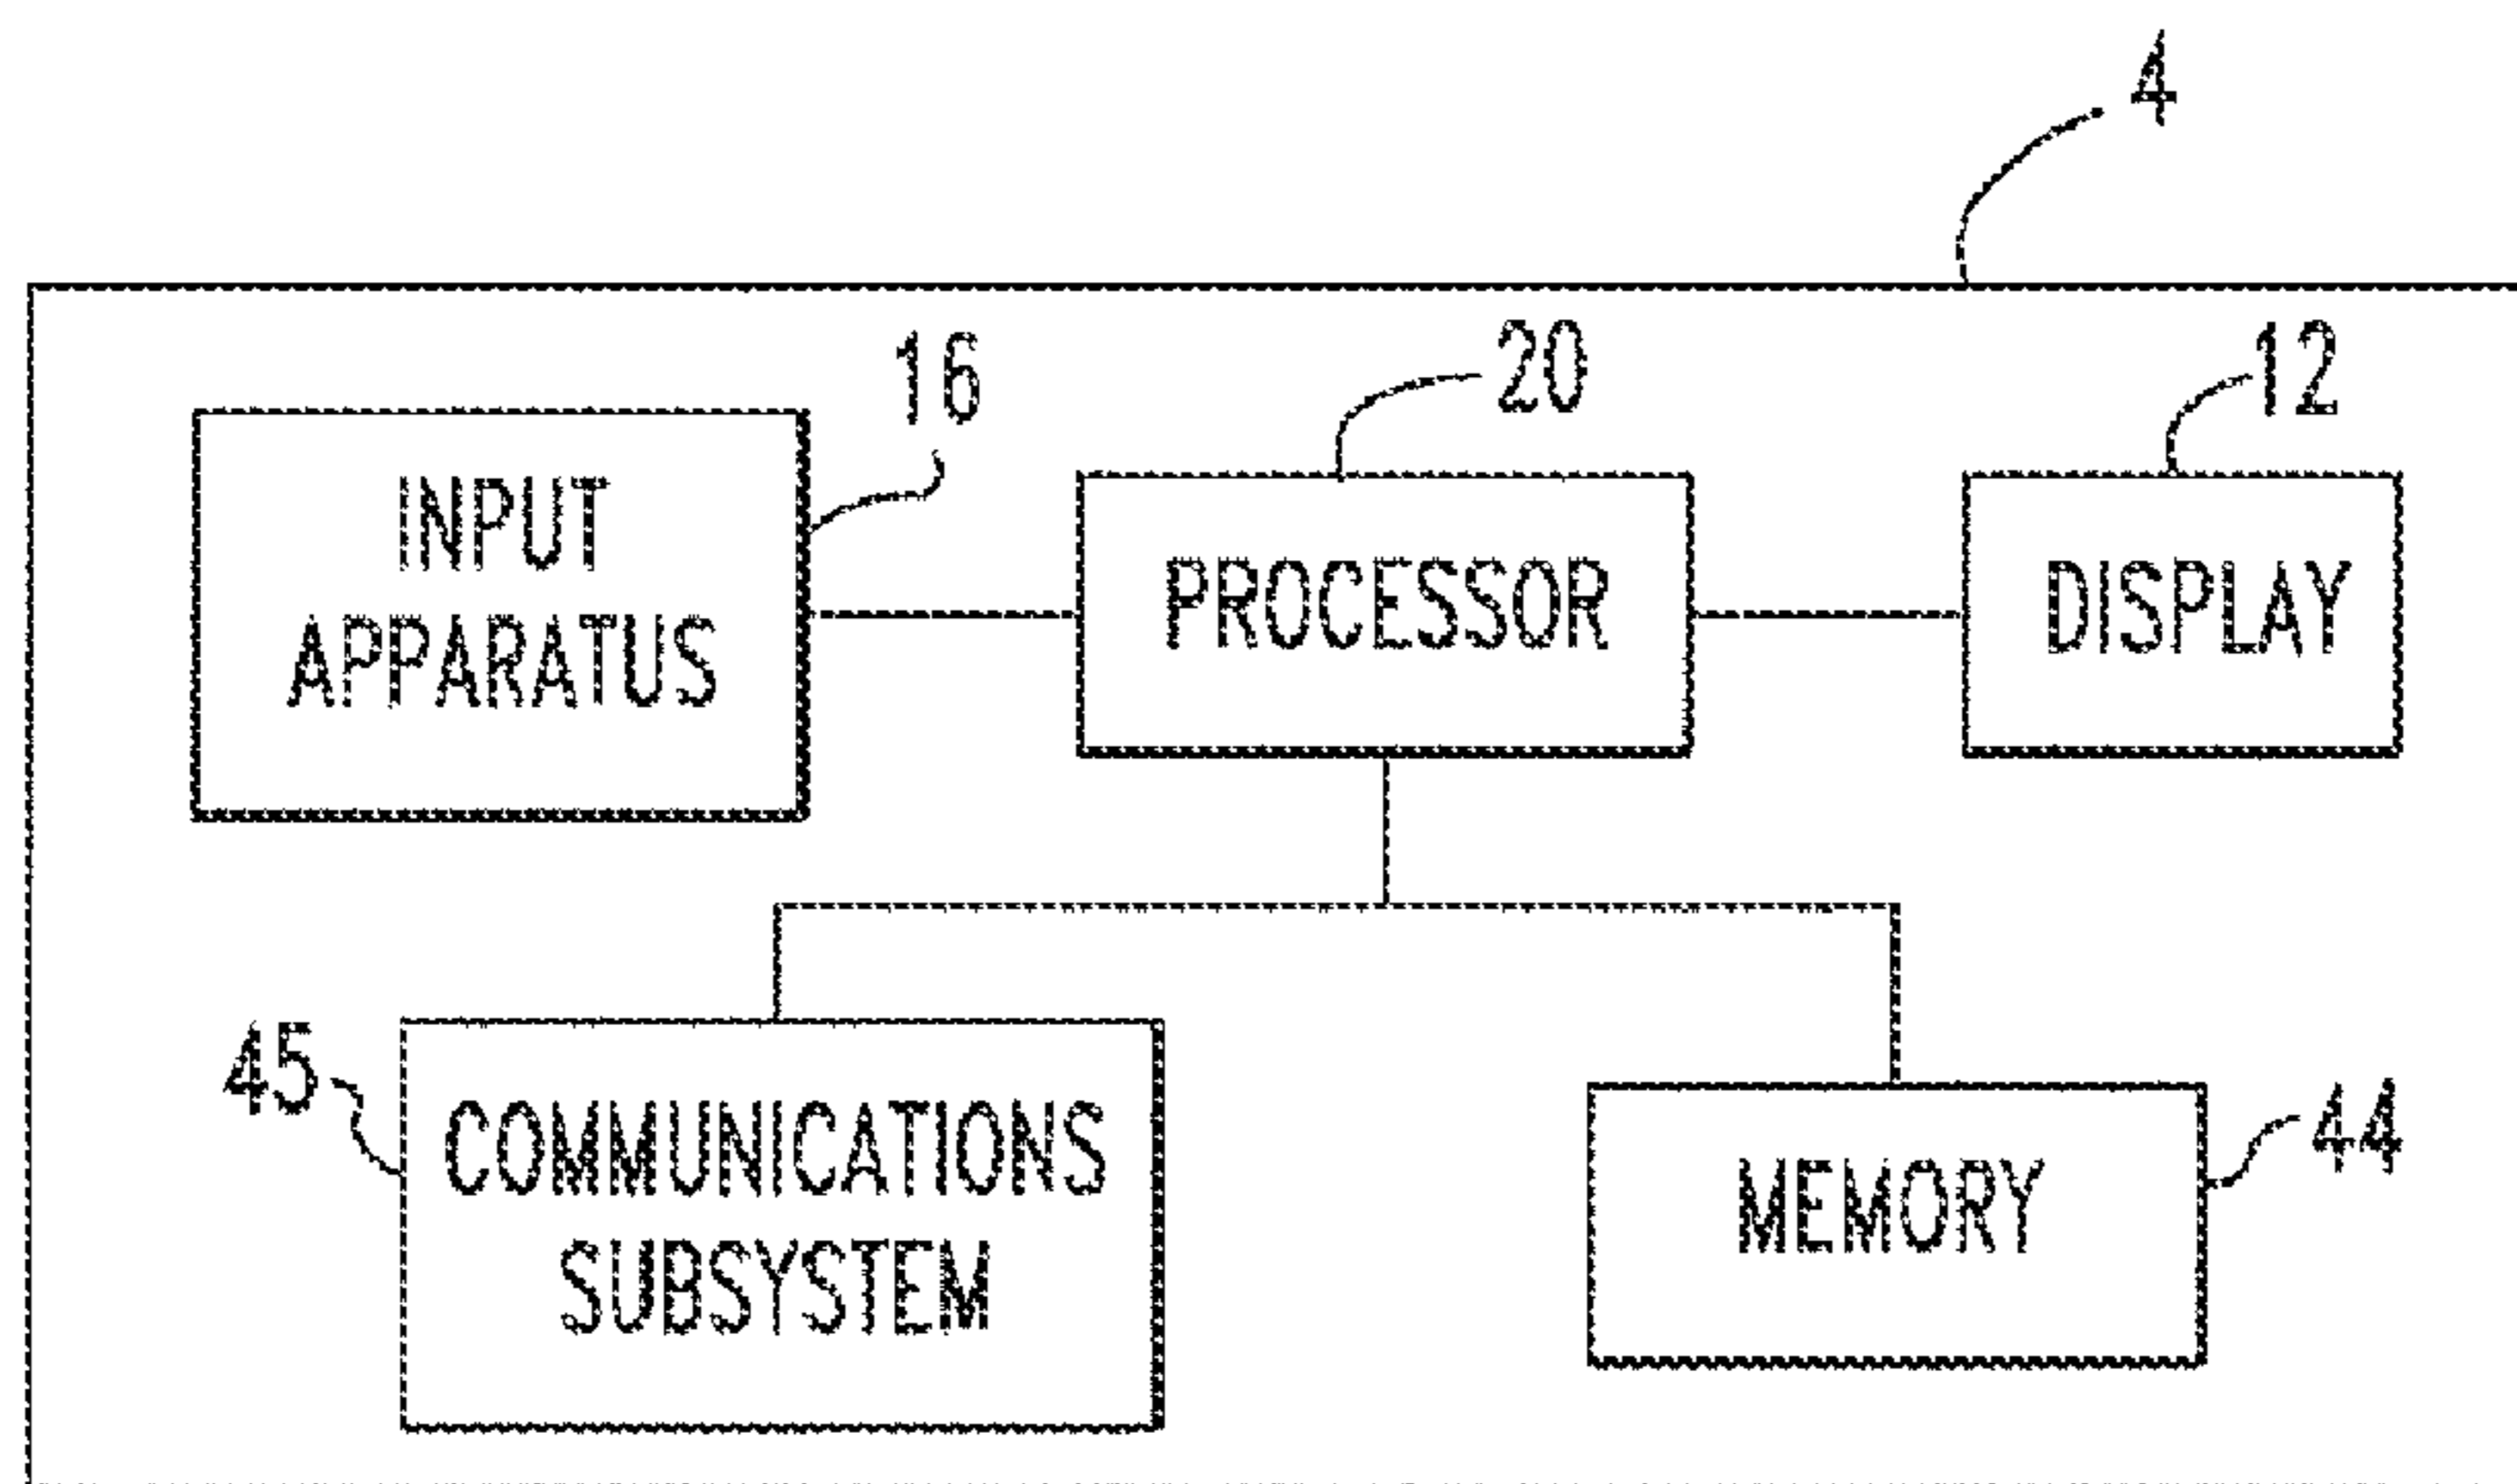 4
16
20
12
INPUT
APPARATUS
PROCESSOR
DISPLAY
45
COMMUNICATIONS
SUBSYSTEM
MEMORY
44